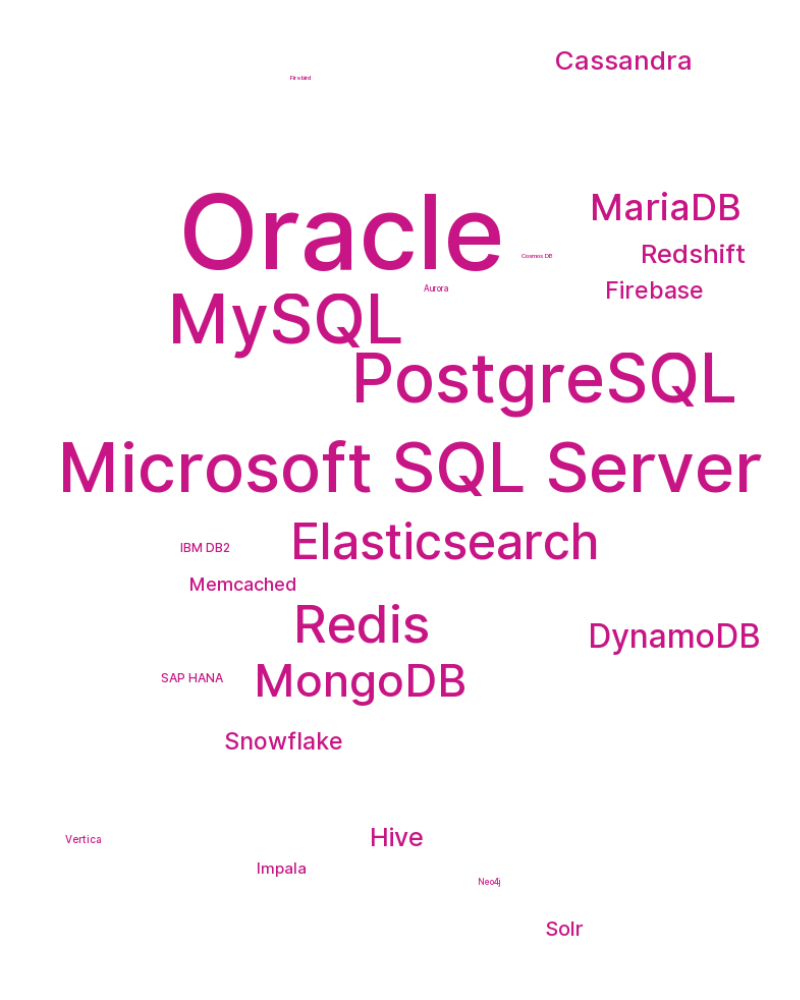 Cassandra
Firebird
Oracle
MariaDB
Redshift
Cosmos DB
Aurora
Firebase
MySQL
PostgreSQL
Microsoft SQL Server
Elasticsearch
IBM DB2
Memcached
Redis
DynamoDB
SAP HANA
MongoDB
Snowflake
Hive
Vertica
Impala
Neo4j
Solr